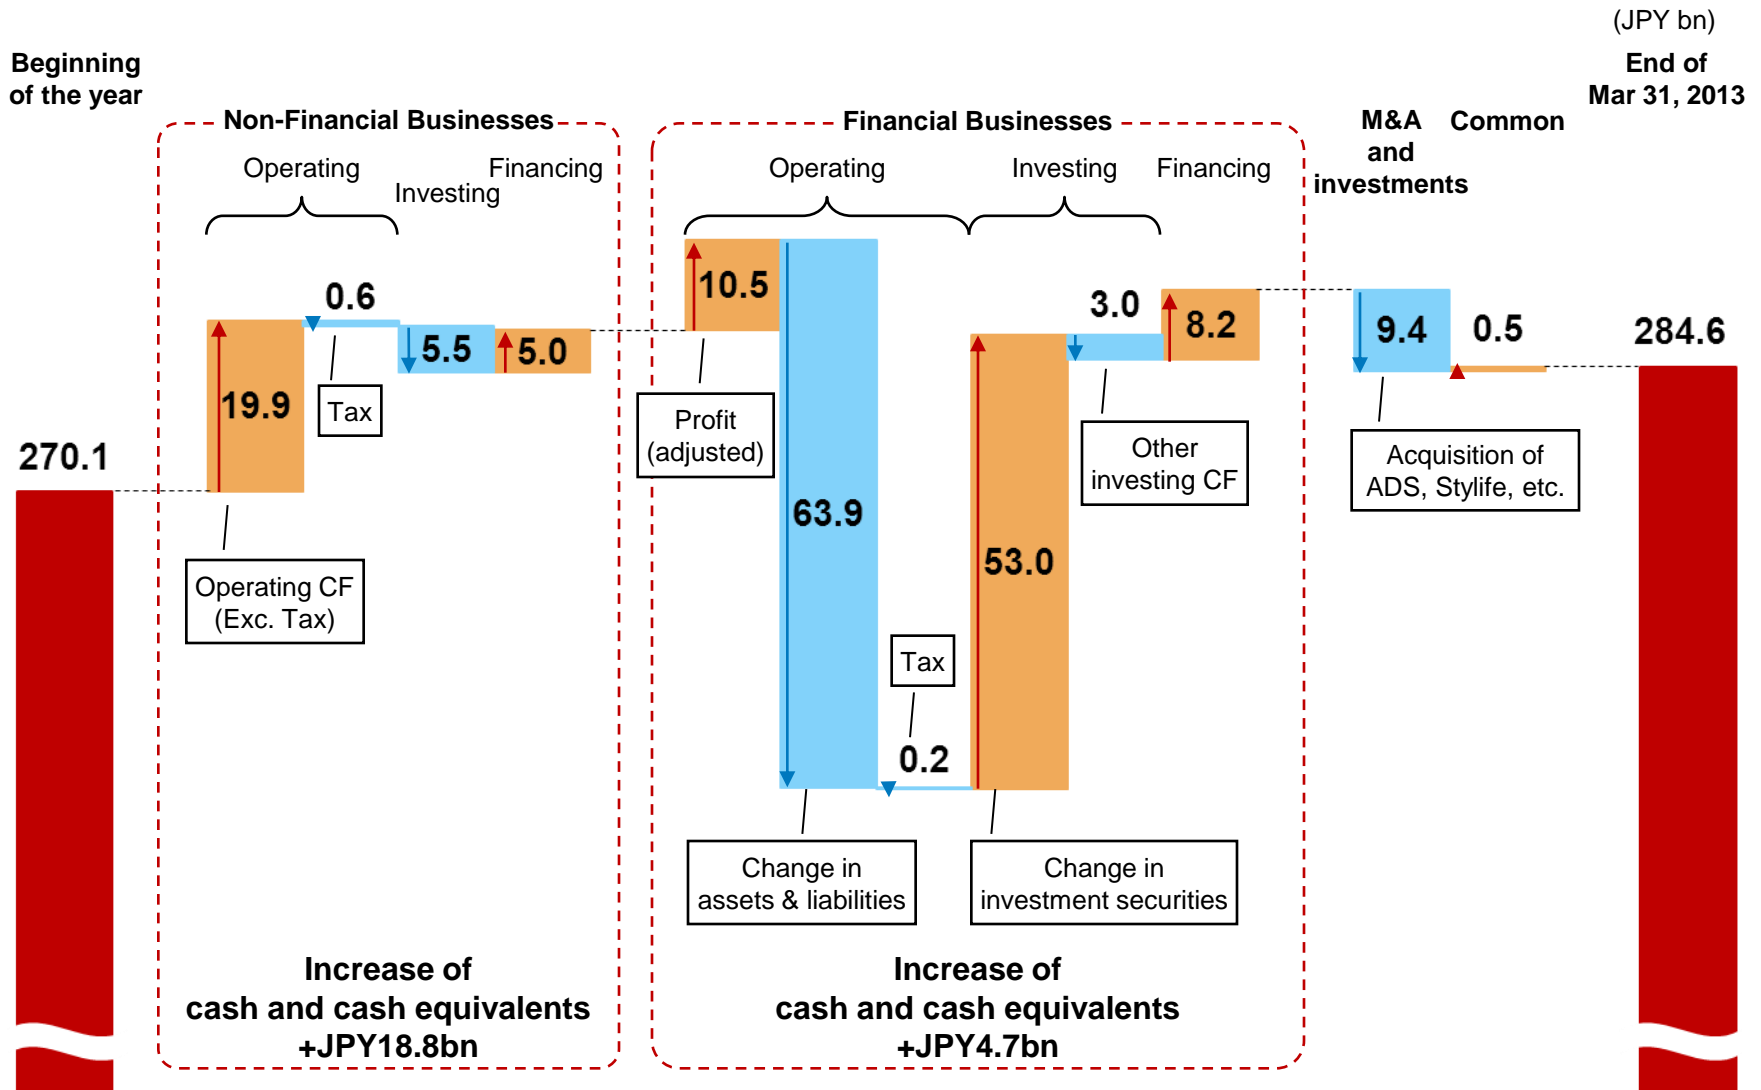 (JPY bn)
Beginning
of the year
End of
Mar 31, 2013
Non-Financial Businesses
Financial Businesses
M&A
and
investments
Common
Operating
Investing
Financing
Operating
Investing
Financing
270.1
19.9
0.6
5.5
5.0
Tax
Operating CF
(Exc. Tax)
10.5
63.9
0.2
53.0
3.0
8.2
Profit
(adjusted)
Tax
Other
investing CF
Change in
assets & liabilities
Change in
investment securities
9.4
0.5
Acquisition of
ADS, Stylife, etc.
284.6
Increase of
cash and cash equivalents
+JPY18.8bn
Increase of
cash and cash equivalents
+JPY4.7bn